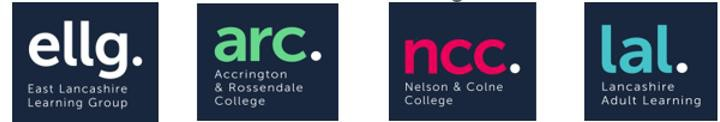 ellg.
East Lancashire
Learning Group
arc.
Accrington
& Rossendale
College
ncc.
Nelson & Colne
College
lal.
Lancashire
Adult Learning